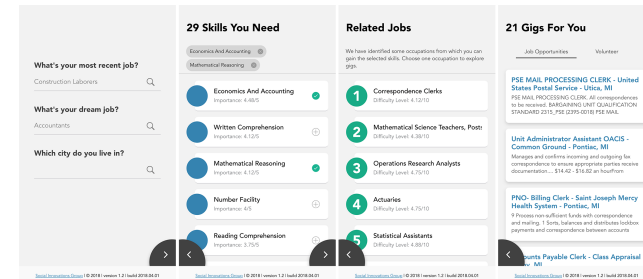 What's your most recent job?
Construction Laborers
What's your dream job?
Accountants
Which city do you live in?
Social Innovations Group | © 2018 | version 1.2 | build 2018.04.01
29 Skills You Need
Economics And Accounting
Mathematical Reasoning
Economics And Accounting
Importance: 4.48/5
Written Comprehension
Importance: 4.12/5
Mathematical Reasoning
Importance: 4.12/5
Number Facility
Importance: 4/5
Reading Comprehension
Importance: 3.75/5
Social Innovations Group | © 2018 | version 1.2 | build 2018.04.01
Related Jobs
We have identified some occupations from which you can
gain the selected skills. Choose one occupation to explore
gigs.
1
Correspondence Clerks
Difficulty Level: 4.12/10
2
Mathematical Science Teachers, Posts
Difficulty Level: 4.38/10
3
Operations Research Analysts
Difficulty Level: 4.75/10
4
Actuaries
Difficulty Level: 4.75/10
5
Statistical Assistants
Difficulty Level: 4.88/10
Social Innovations Group | © 2018 | version 1.2 | build 2018.04.01
21 Gigs For You
Job Opportunities
Volunteer
PSE MAIL PROCESSING CLERK - United
States Postal Service - Utica, MI
PSE MAIL PROCESSING CLERK. All correspondences
to be received. BARGAINING UNIT QUALIFICATION
STANDARD 2315_PSE (2395-0018) PSE MAIL
Unit Administrator Assistant OACIS -
Common Ground - Pontiac, MI
Manages and confirms incoming and outgoing fax
correspondence to ensure appropriate parties receive
documentation.... $14.42 - $16.82 an hourFrom
PNO- Billing Clerk - Saint Joseph Mercy
Health System - Pontiac, MI
9 Process non-sufficient funds with correspondence
and mailing. 1 Sorts, balances and distributes lockbox
payments and correspondence between accounts
ounts Payable Clerk - Class Appraisal
MI
Social Innovations Group | © 2018 | version 1.2 | build 2018.04.01